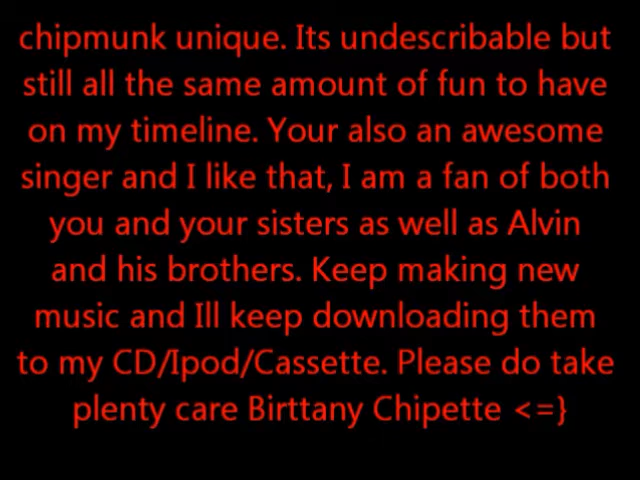 chipmunk unique. Its undescribable but
still all the same amount of fun to have
on my timeline. Your also an awesome
singer and I like that, I am a fan of both
you and your sisters as well as Alvin
and his brothers. Keep making new
music and Ill keep downloading them
to my CD/Ipod/Cassette. Please do take
plenty care Birttany Chipette <=}